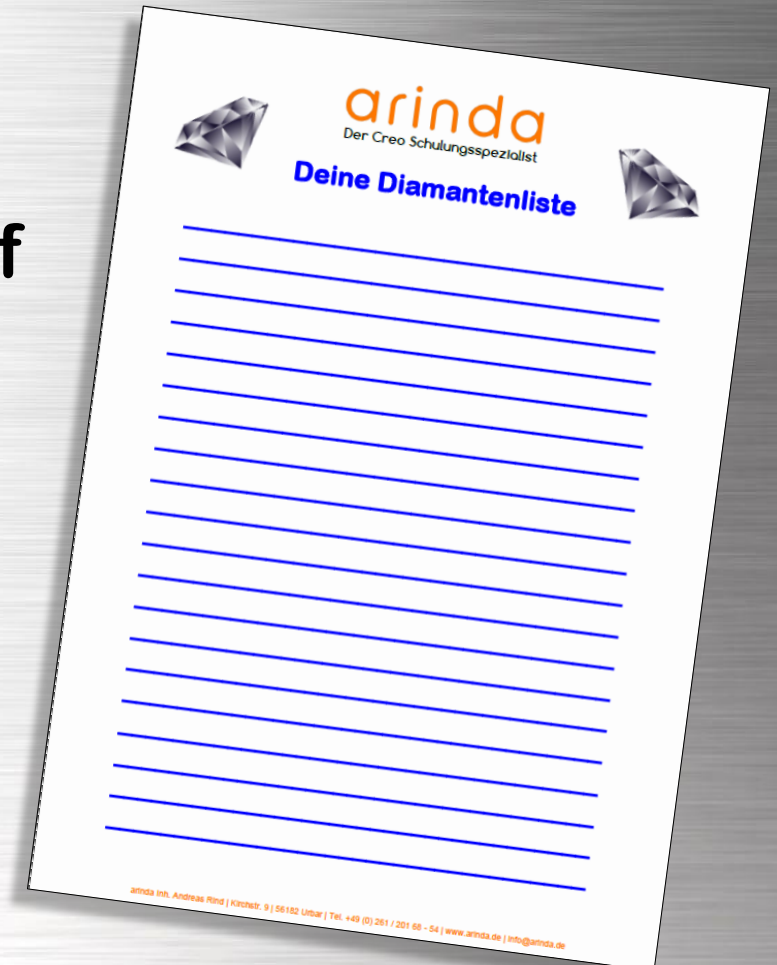 f
arinda
Der Creo Schulungsspezialist
Deine Diamantenliste
arinda Inh. Andreas Rind | Kirchstr. 9 | 56182 Urbar | Tel. +49 (0) 261 / 201 68 - 54 | www.arinda.de | info@arinda.de